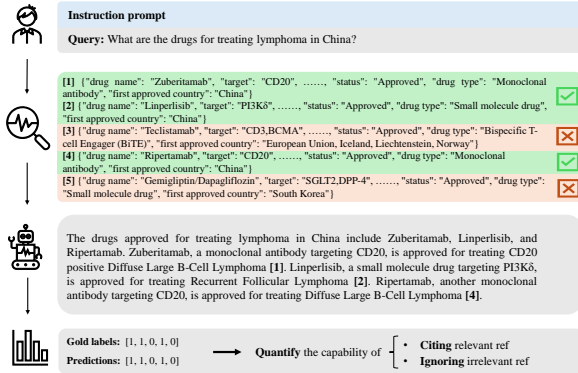 Instruction prompt
Query: What are the drugs for treating lymphoma in China?
[1] {"drug name": "Zuberitamab", "target": "CD20", ……, "status": "Approved", "drug type": "Monoclonal
antibody", "first approved country": "China"}
[2] {"drug name": "Linperlisib", "target": "PI3Kδ", ……, "status": "Approved", "drug type": "Small molecule drug",
"first approved country": "China"}
[3] {"drug name": "Teclistamab", "target": "CD3,BCMA", ……, "status": "Approved", "drug type": "Bispecific T-
cell Engager (BiTE)", "first approved country": "European Union, Iceland, Liechtenstein, Norway"}
[4] {"drug name": "Ripertamab", "target": "CD20", ……, "status": "Approved", "drug type": "Monoclonal
antibody", "first approved country": "China"}
[5] {"drug name": "Gemigliptin/Dapagliflozin", "target": "SGLT2,DPP-4", ……, "status": "Approved", "drug type":
"Small molecule drug", "first approved country": "South Korea"}
The drugs approved for treating lymphoma in China include Zuberitamab, Linperlisib, and
Ripertamab. Zuberitamab, a monoclonal antibody targeting CD20, is approved for treating CD20
positive Diffuse Large B-Cell Lymphoma [1]. Linperlisib, a small molecule drug targeting PI3Kδ,
is approved for treating Recurrent Follicular Lymphoma [2]. Ripertamab, another monoclonal
antibody targeting CD20, is approved for treating Diffuse Large B-Cell Lymphoma [4].
Gold labels: [1, 1, 0, 1, 0]
Predictions: [1, 1, 0, 1, 0]
Quantify the capability of
• Citing relevant ref
• Ignoring irrelevant ref